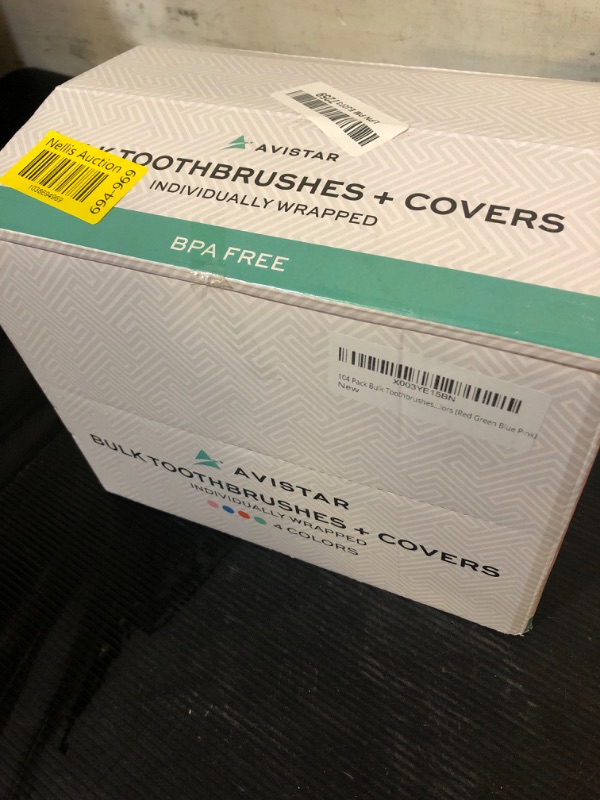 Nellis Auction
1038694969
694-969
AVISTAR
K TOOTHBRUSHES + COVERS
INDIVIDUALLY WRAPPED
BPA FREE
X003YE15BN
104 Pack Bulk Toothbrushes...lors (Red Green Blue Pink)
New
AVISTAR
BULK TOOTHBRUSHES + COVERS
INDIVIDUALLY WRAPPED
4 COLORS